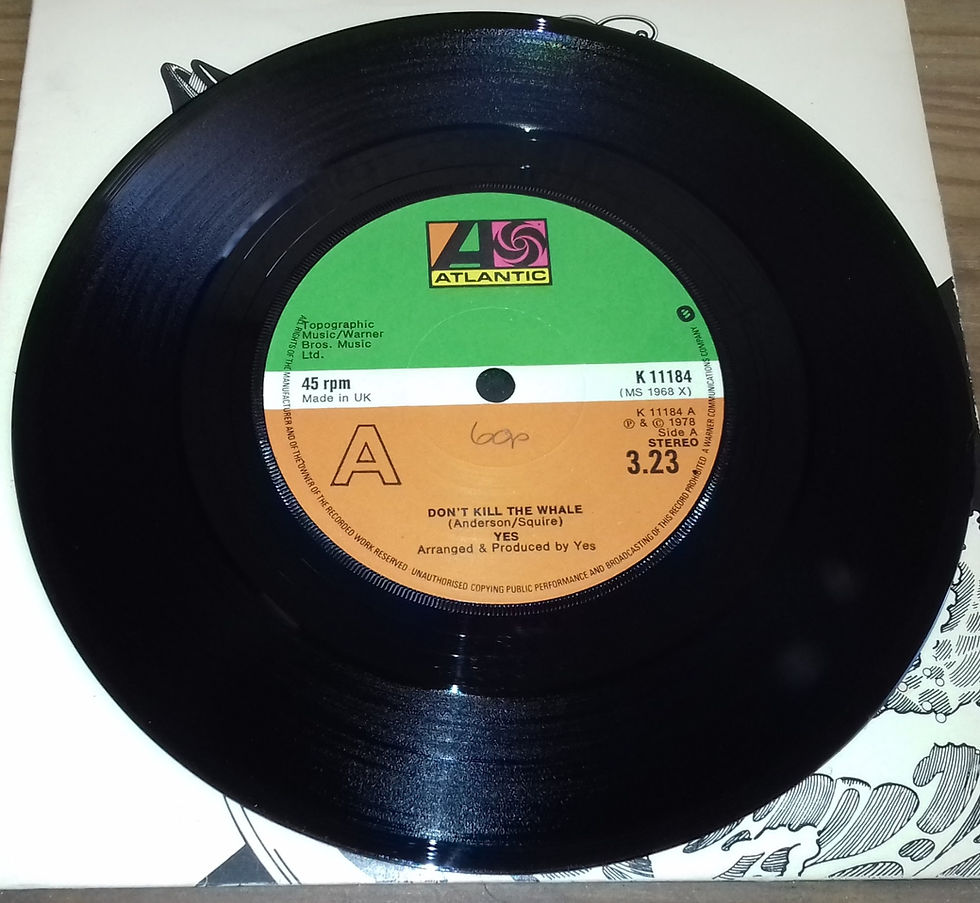 ATLANTIC
Topographic
Music/Warner
Bros. Music
Ltd.
45 rpm
Made in UK
K 11184
(MS 1968 X)
K 11184 A
Ⓟ & © 1978
Side A
STEREO
3.23
A
60p
DON'T KILL THE WHALE
(Anderson/Squire)
YES
Arranged & Produced by Yes
ALL RIGHTS OF THE MANUFACTURER AND OF THE OWNER OF THE RECORDED WORK RESERVED UNAUTHORISED COPYING PUBLIC PERFORMANCE AND BROADCASTING OF THIS RECORD PROHIBITED A WARNER COMMUNICATIONS COMPANY